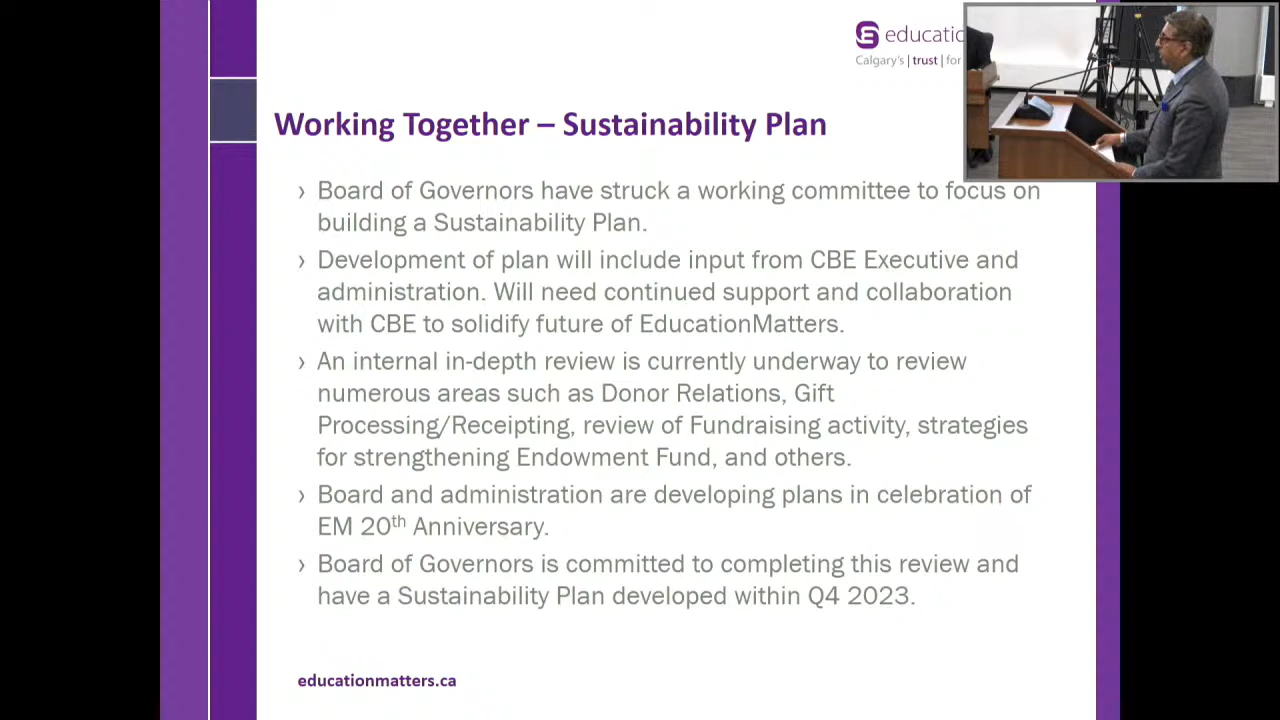 Calgary's | trust | for
Working Together – Sustainability Plan
› Board of Governors have struck a working committee to focus on
building a Sustainability Plan.
› Development of plan will include input from CBE Executive and
administration. Will need continued support and collaboration
with CBE to solidify future of EducationMatters.
› An internal in-depth review is currently underway to review
numerous areas such as Donor Relations, Gift
Processing/Receipting, review of Fundraising activity, strategies
for strengthening Endowment Fund, and others.
› Board and administration are developing plans in celebration of
EM 20th Anniversary.
› Board of Governors is committed to completing this review and
have a Sustainability Plan developed within Q4 2023.
educationmatters.ca